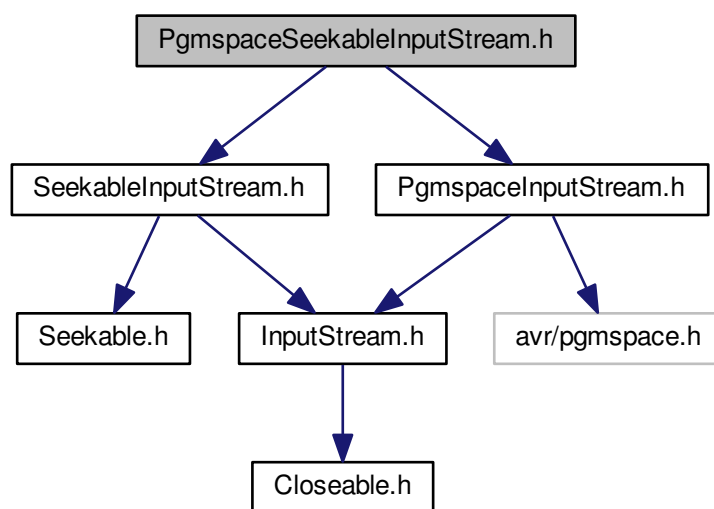 PgmspaceSeekableInputStream.h
SeekableInputStream.h
PgmspaceInputStream.h
Seekable.h
InputStream.h
avr/pgmspace.h
Closeable.h